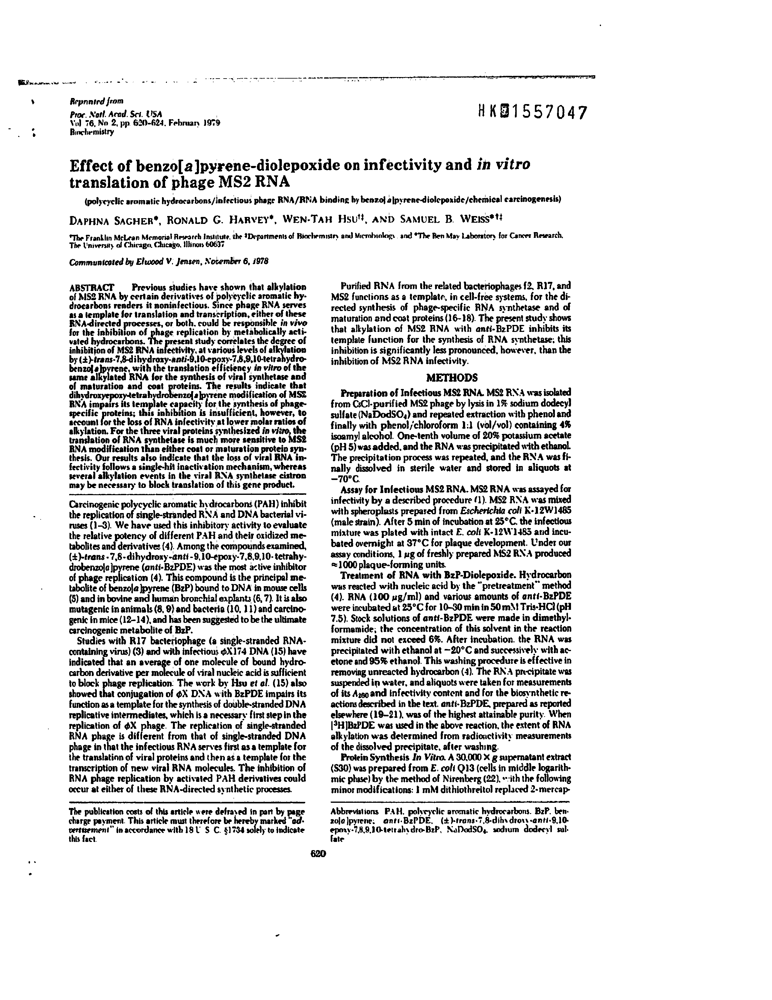 Reprinted from
Proc. Natl. Acad. Sci. USA
Vol 76, No 2, pp 620-624, February 1979
Biochemistry
HK01557047
Effect of benzo[a]pyrene-diolepoxide on infectivity and in vitro
translation of phage MS2 RNA
(polycyclic aromatic hydrocarbons/infectious phage RNA/RNA binding by benzo[a]pyrene-diolepoxide/chemical carcinogenesis)
DAPHNA SAGHER*, RONALD G. HARVEY*, WEN-TAH HSU†‡, AND SAMUEL B. WEISS*†‡
*The Franklin McLean Memorial Research Institute, the ‡Departments of Biochemistry and Microbiology and *The Ben May Laboratory for Cancer Research,
The University of Chicago, Chicago, Illinois 60637
Communicated by Elwood V. Jensen, November 6, 1978
ABSTRACT Previous studies have shown that alkylation
of MS2 RNA by certain derivatives of polycyclic aromatic hy-
drocarbons renders it noninfectious. Since phage RNA serves
as a template for translation and transcription, either of these
RNA-directed processes, or both, could be responsible in vivo
for the inhibition of phage replication by metabolically acti-
vated hydrocarbons. The present study correlates the degree of
inhibition of MS2 RNA infectivity, at various levels of alkylation
by (±)-trans-7,8-dihydroxy-anti-9,10-epoxy-7,8,9,10-tetrahydro-
benzo[a]pyrene, with the translation efficiency in vitro of the
same alkylated RNA for the synthesis of viral synthetase and
of maturation and coat proteins. The results indicate that
dihydroxyepoxy-tetrahydrobenzo[a]pyrene modification of MS2
RNA impairs its template capacity for the synthesis of phage-
specific proteins; this inhibition is insufficient, however, to
account for the loss of RNA infectivity at lower molar ratios of
alkylation. For the three viral proteins synthesized in vitro, the
translation of RNA synthetase is much more sensitive to MS2
RNA modification than either coat or maturation protein syn-
thesis. Our results also indicate that the loss of viral RNA in-
fectivity follows a single-hit inactivation mechanism, whereas
several alkylation events in the viral RNA synthetase cistron
may be necessary to block translation of this gene product.
Carcinogenic polycyclic aromatic hydrocarbons (PAH) inhibit
the replication of single-stranded RNA and DNA bacterial vi-
ruses (1-3). We have used this inhibitory activity to evaluate
the relative potency of different PAH and their oxidized me-
tabolites and derivatives (4). Among the compounds examined,
(±)-trans-7,8-dihydroxy-anti-9,10-epoxy-7,8,9,10-tetrahy-
drobenzo[a]pyrene (anti-BzPDE) was the most active inhibitor
of phage replication (4). This compound is the principal me-
tabolite of benzo[a]pyrene (BzP) bound to DNA in mouse cells
(5) and in bovine and human bronchial explants (6, 7). It is also
mutagenic in animals (8, 9) and bacteria (10, 11) and carcino-
genic in mice (12-14), and has been suggested to be the ultimate
carcinogenic metabolite of BzP.
Studies with R17 bacteriophage (a single-stranded RNA-
containing virus) (3) and with infectious ϕX174 DNA (15) have
indicated that an average of one molecule of bound hydro-
carbon derivative per molecule of viral nucleic acid is sufficient
to block phage replication. The work by Hsu et al. (15) also
showed that conjugation of ϕX DNA with BzPDE impairs its
function as a template for the synthesis of double-stranded DNA
replicative intermediates, which is a necessary first step in the
replication of ϕX phage. The replication of single-stranded
RNA phage is different from that of single-stranded DNA
phage in that the infectious RNA serves first as a template for
the translation of viral proteins and then as a template for the
transcription of new viral RNA molecules. The inhibition of
RNA phage replication by activated PAH derivatives could
occur at either of these RNA-directed synthetic processes.
The publication costs of this article were defrayed in part by page
charge payment. This article must therefore be hereby marked "ad-
vertisement" in accordance with 18 U. S. C. §1734 solely to indicate
this fact.
Purified RNA from the related bacteriophages f2, R17, and
MS2 functions as a template, in cell-free systems, for the di-
rected synthesis of phage-specific RNA synthetase and of
maturation and coat proteins (16-18). The present study shows
that alkylation of MS2 RNA with anti-BzPDE inhibits its
template function for the synthesis of RNA synthetase; this
inhibition is significantly less pronounced, however, than the
inhibition of MS2 RNA infectivity.
METHODS
Preparation of Infectious MS2 RNA. MS2 RNA was isolated
from CsCl-purified MS2 phage by lysis in 1% sodium dodecyl
sulfate (NaDodSO₄) and repeated extraction with phenol and
finally with phenol/chloroform 1:1 (vol/vol) containing 4%
isoamyl alcohol. One-tenth volume of 20% potassium acetate
(pH 5) was added, and the RNA was precipitated with ethanol.
The precipitation process was repeated, and the RNA was fi-
nally dissolved in sterile water and stored in aliquots at
−70°C.
Assay for Infectious MS2 RNA. MS2 RNA was assayed for
infectivity by a described procedure (1). MS2 RNA was mixed
with spheroplasts prepared from Escherichia coli K-12W1485
(male strain). After 5 min of incubation at 25°C, the infectious
mixture was plated with intact E. coli K-12W1485 and incu-
bated overnight at 37°C for plaque development. Under our
assay conditions, 1 µg of freshly prepared MS2 RNA produced
≈1000 plaque-forming units.
Treatment of RNA with BzP-Diolepoxide. Hydrocarbon
was reacted with nucleic acid by the "pretreatment" method
(4). RNA (100 µg/ml) and various amounts of anti-BzPDE
were incubated at 25°C for 10-30 min in 50 mM Tris-HCl (pH
7.5). Stock solutions of anti-BzPDE were made in dimethyl-
formamide; the concentration of this solvent in the reaction
mixture did not exceed 6%. After incubation, the RNA was
precipitated with ethanol at −20°C and successively with ac-
etone and 95% ethanol. This washing procedure is effective in
removing unreacted hydrocarbon (4). The RNA precipitate was
suspended in water, and aliquots were taken for measurements
of its A₂₆₀ and infectivity content and for the biosynthetic re-
actions described in the text. anti-BzPDE, prepared as reported
elsewhere (19-21), was of the highest attainable purity. When
[³H]BzPDE was used in the above reaction, the extent of RNA
alkylation was determined from radioactivity measurements
of the dissolved precipitate, after washing.
Protein Synthesis In Vitro. A 30,000 × g supernatant extract
(S30) was prepared from E. coli Q13 (cells in middle logarith-
mic phase) by the method of Nirenberg (22), with the following
minor modifications: 1 mM dithiothreitol replaced 2-mercap-
Abbreviations PAH, polycyclic aromatic hydrocarbons, BzP, ben-
zo[a]pyrene; anti-BzPDE, (±)-trans-7,8-dihydroxy-anti-9,10-
epoxy-7,8,9,10-tetrahydro-BzP, NaDodSO₄, sodium dodecyl sul-
fate
620